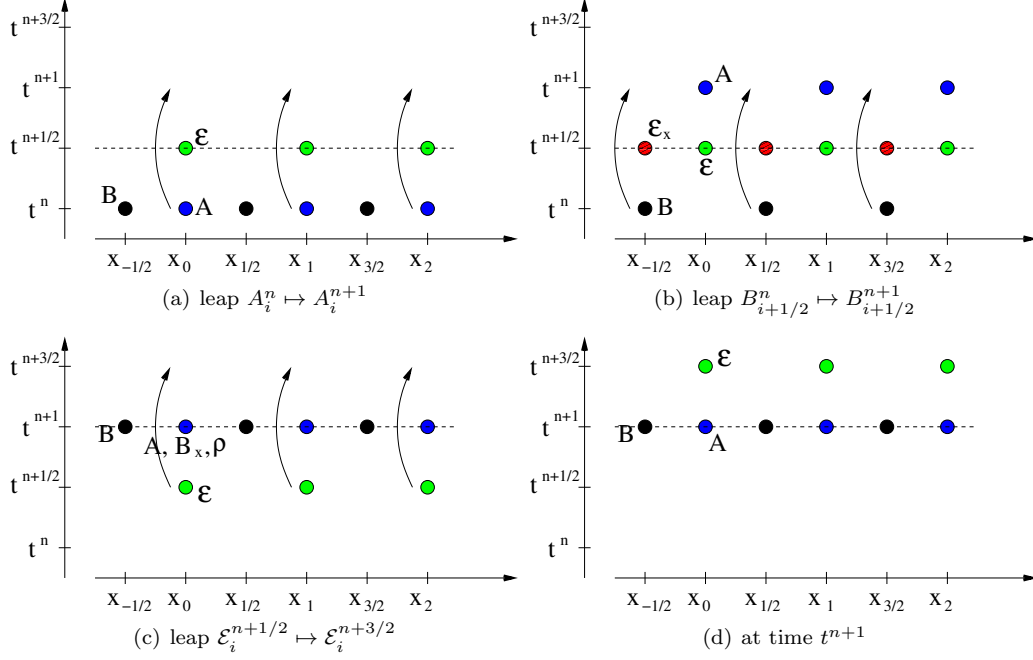 t^{n+3/2}
t^{n+1}
t^{n+1/2}
ε
B
A
t^n
x_{-1/2} x_0 x_{1/2} x_1 x_{3/2} x_2
(a) leap A_i^n ↦ A_i^{n+1}
t^{n+3/2}
t^{n+1}
A
t^{n+1/2}
ε_x
ε
t^n
B
x_{-1/2} x_0 x_{1/2} x_1 x_{3/2} x_2
(b) leap B_{i+1/2}^n ↦ B_{i+1/2}^{n+1}
t^{n+3/2}
t^{n+1}
B
A, B_x, ρ
t^{n+1/2}
ε
t^n
x_{-1/2} x_0 x_{1/2} x_1 x_{3/2} x_2
(c) leap ℰ_i^{n+1/2} ↦ ℰ_i^{n+3/2}
t^{n+3/2}
ε
t^{n+1}
B
A
t^{n+1/2}
t^n
x_{-1/2} x_0 x_{1/2} x_1 x_{3/2} x_2
(d) at time t^{n+1}